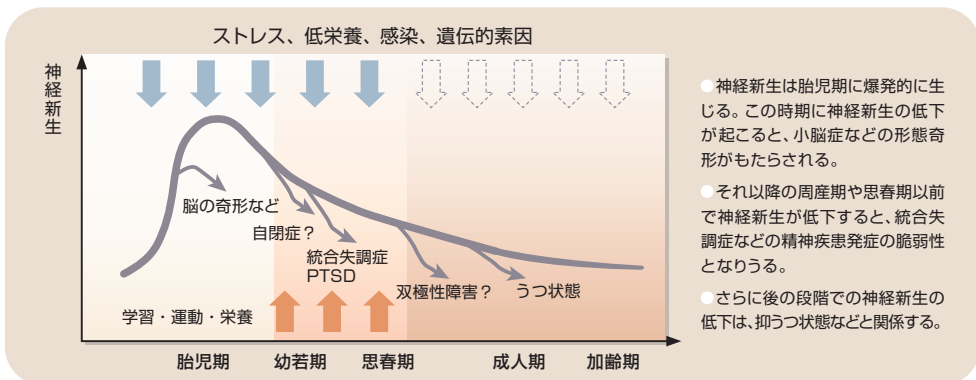 ストレス、低栄養、感染、遺伝的素因
神経新生
脳の奇形など
自閉症？
統合失調症
PTSD
双極性障害？
うつ状態
学習・運動・栄養
胎児期
幼若期
思春期
成人期
加齢期
●神経新生は胎児期に爆発的に生
じる。この時期に神経新生の低下
が起こると、小脳症などの形態奇
形がもたらされる。
●それ以降の周産期や思春期以前
で神経新生が低下すると、統合失
調症などの精神疾患発症の脆弱性
となりうる。
●さらに後の段階での神経新生の
低下は、抑うつ状態などと関係する。